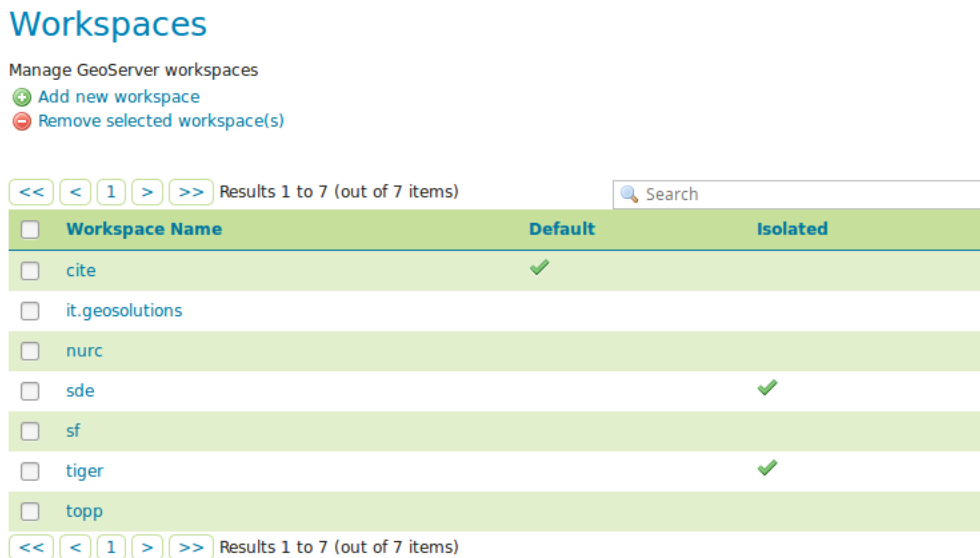 Workspaces
Manage GeoServer workspaces
Add new workspace
Remove selected workspace(s)
<< < 1 > >> Results 1 to 7 (out of 7 items) Search
Workspace Name Default Isolated
cite
it.geosolutions
nurc
sde
sf
tiger
topp
<< < 1 > >> Results 1 to 7 (out of 7 items)